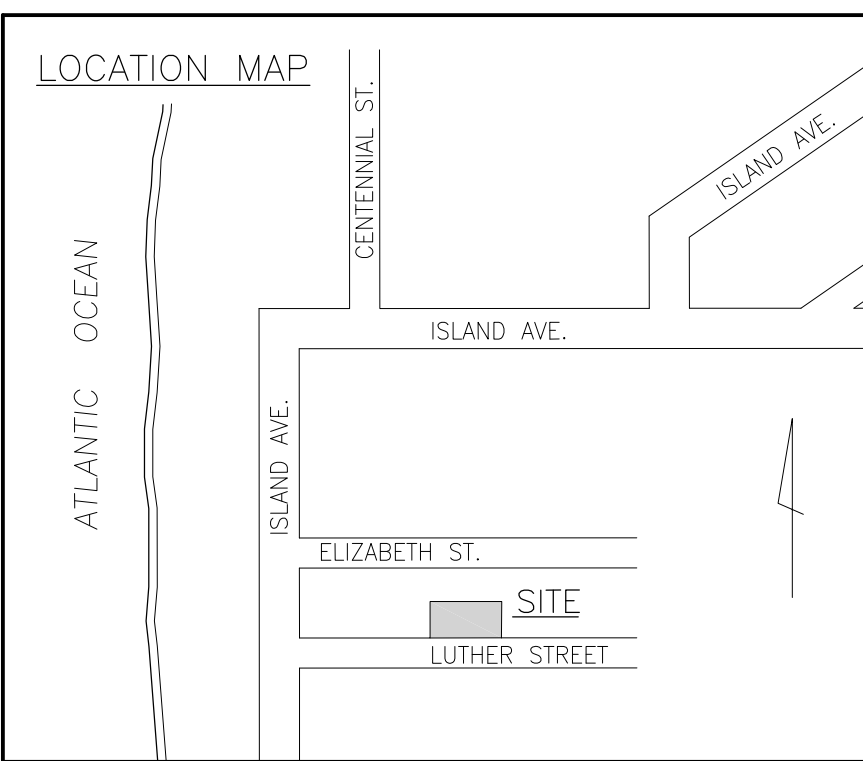 LOCATION MAP
CENTENNIAL ST.
ISLAND AVE.
ATLANTIC OCEAN
ISLAND AVE.
ISLAND AVE.
ELIZABETH ST.
SITE
LUTHER STREET